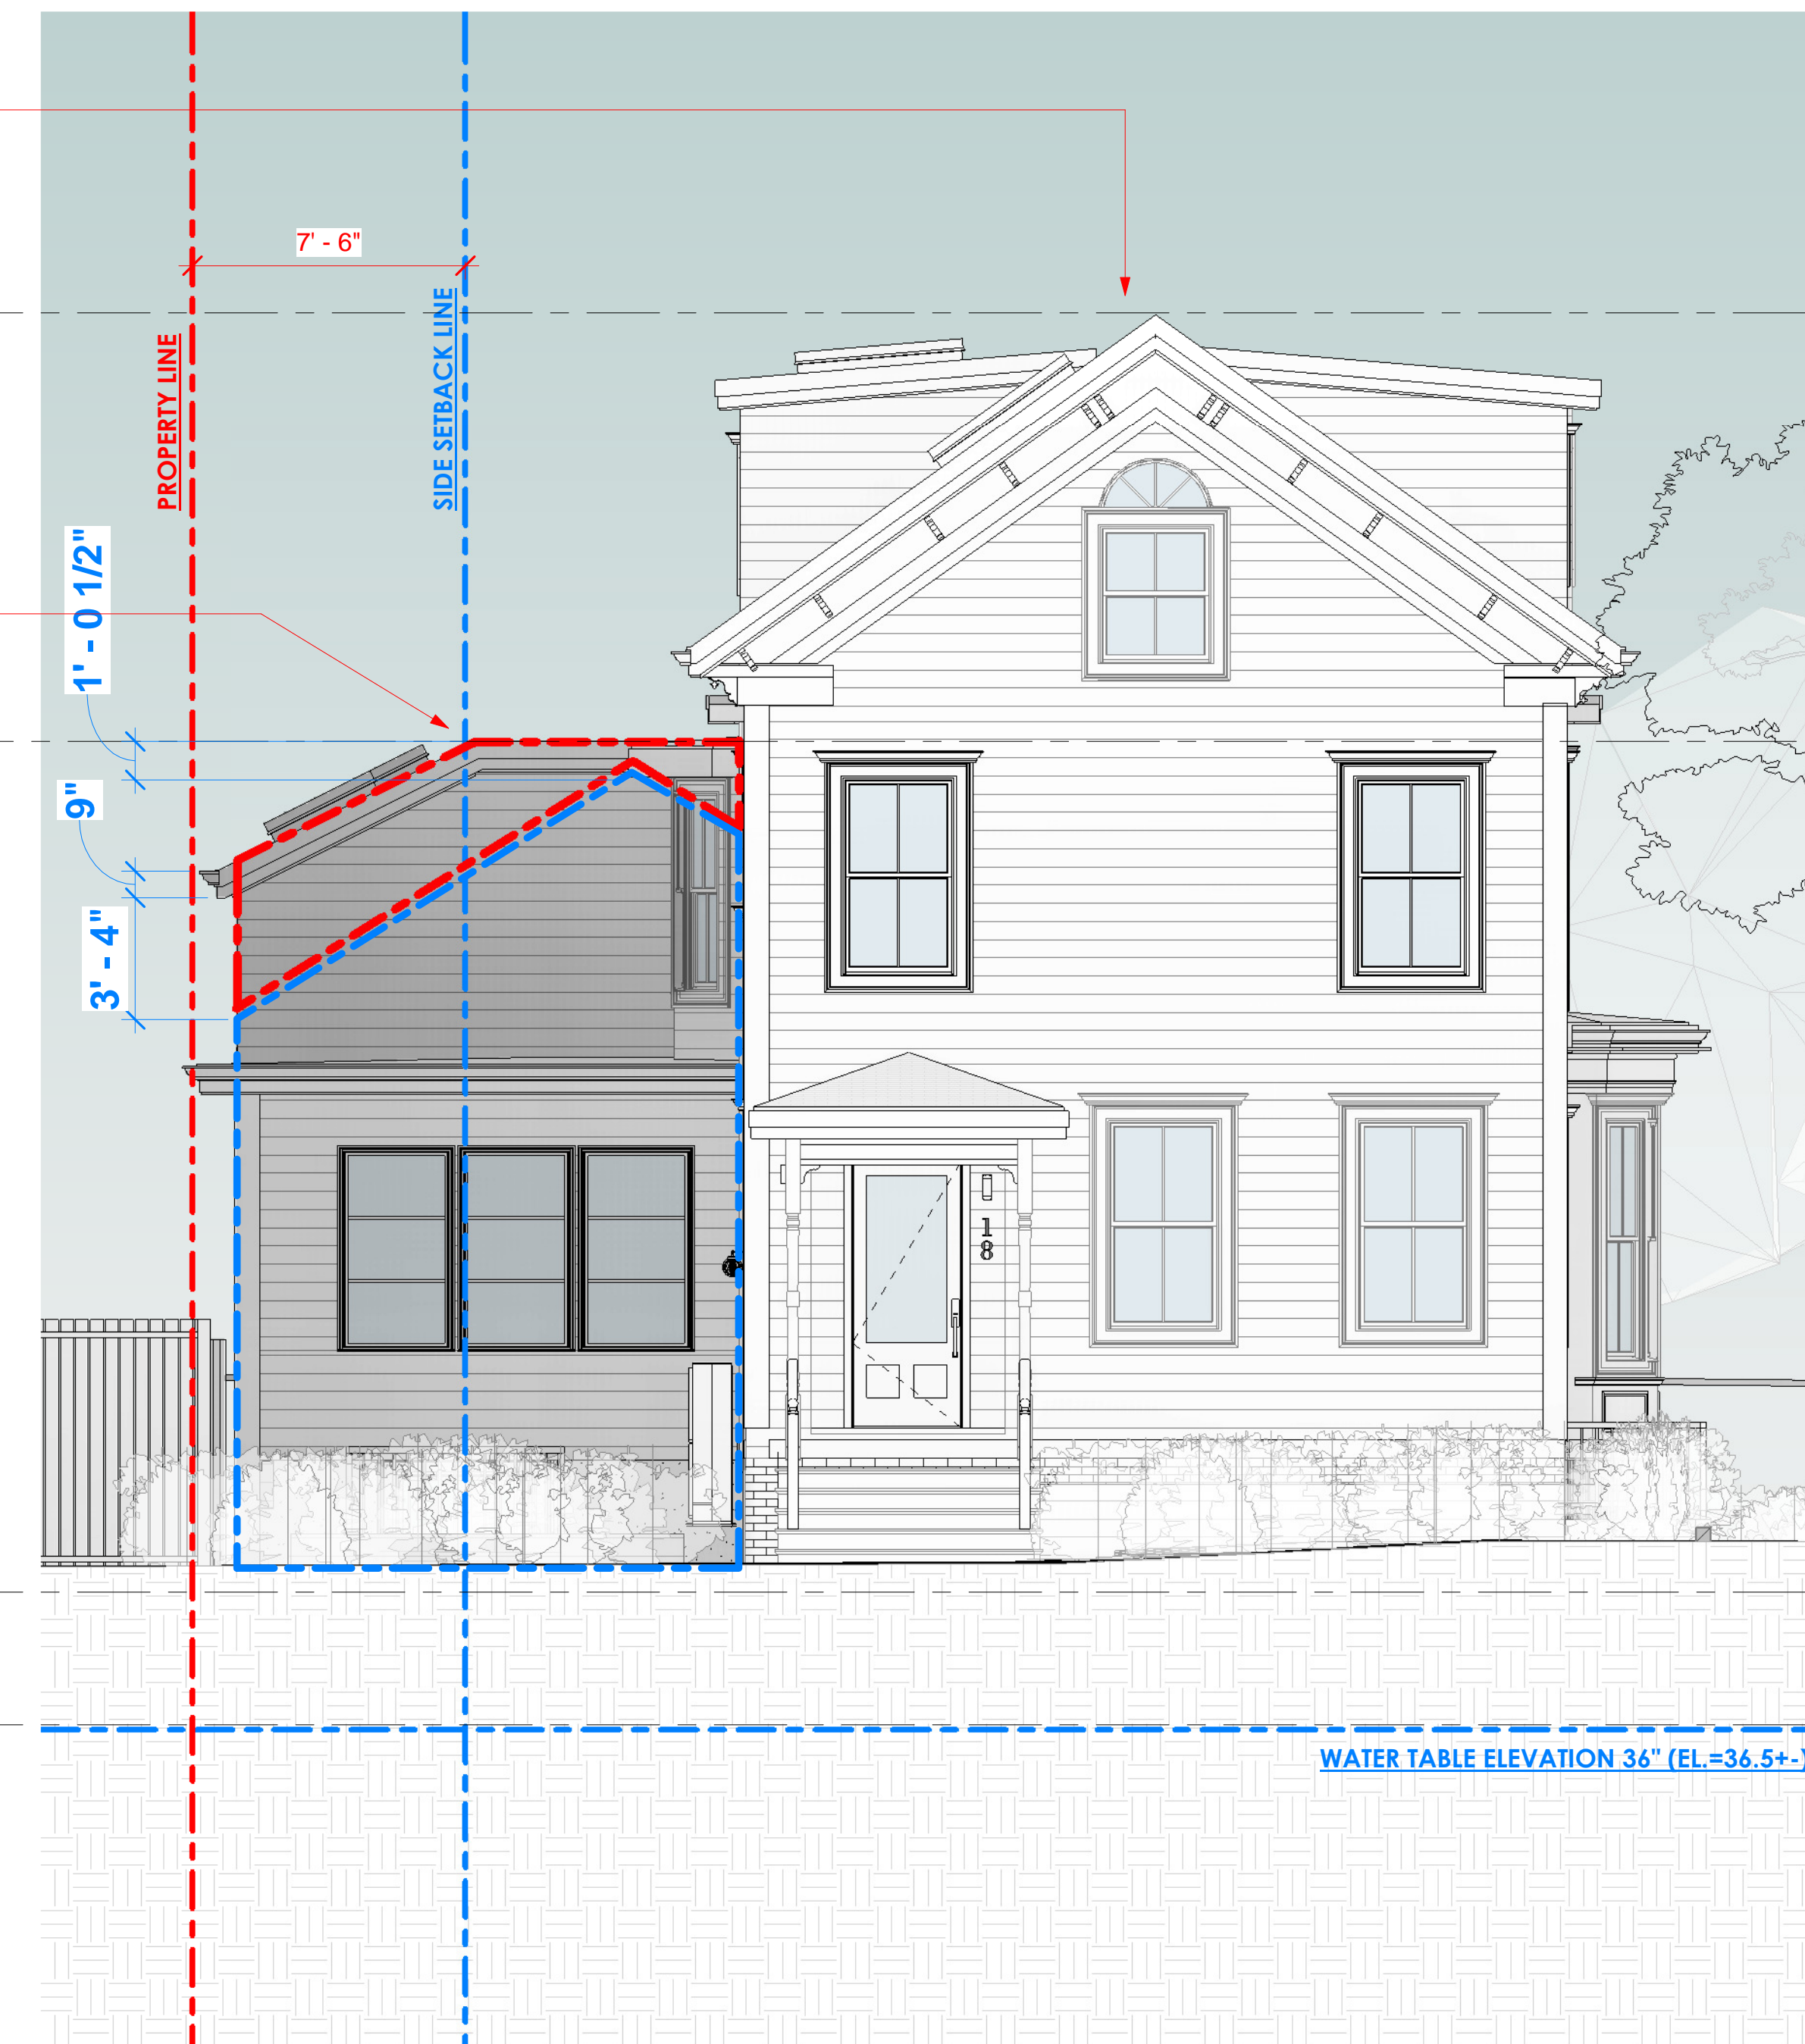 7' - 6"
PROPERTY LINE
SIDE SETBACK LINE
1' - 0 1/2"
9"
3' - 4"
18
WATER TABLE ELEVATION 36" (EL.=36.5+-)